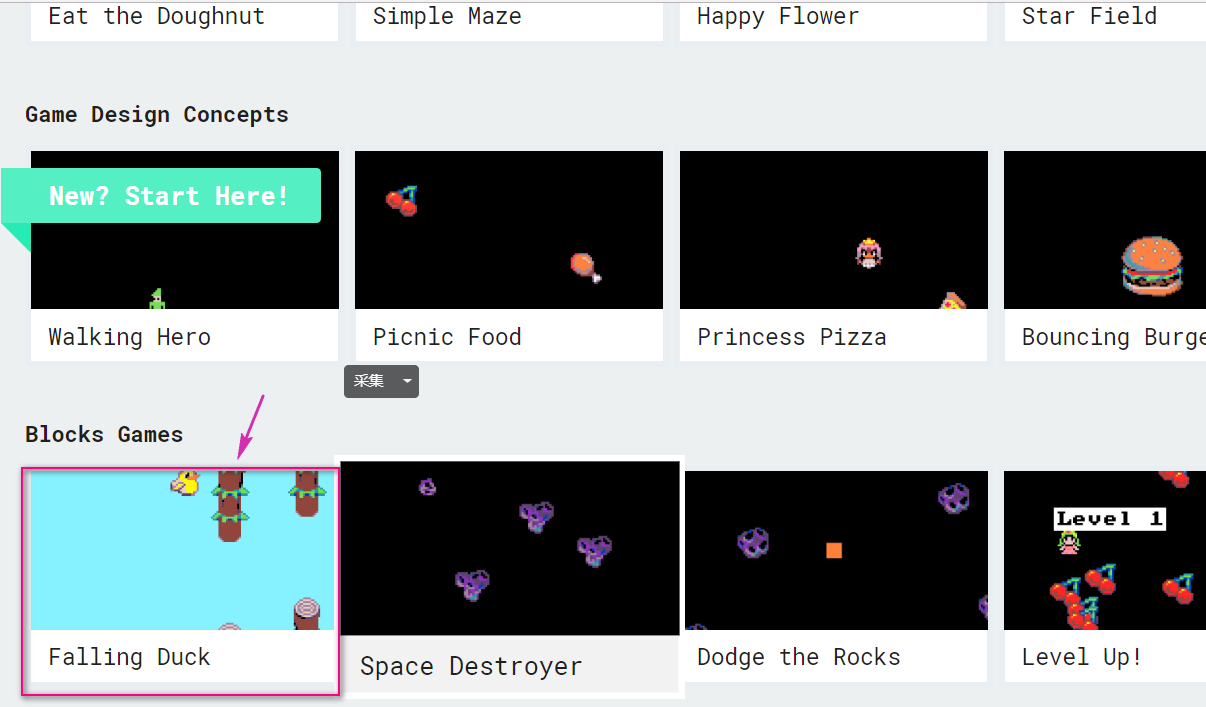 Eat the Doughnut
Simple Maze
Happy Flower
Star Field
Game Design Concepts
New? Start Here!
Walking Hero
Picnic Food
Princess Pizza
Bouncing Burge
采集
Blocks Games
Level 1
Falling Duck
Space Destroyer
Dodge the Rocks
Level Up!